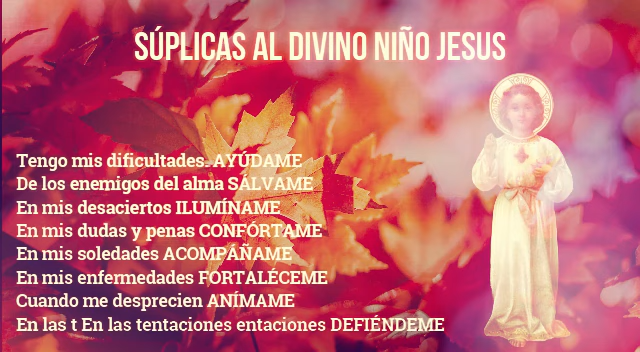 SÚPLICAS AL DIVINO NIÑO JESUS
Tengo mis dificultades. AYÚDAME
De los enemigos del alma SÁLVAME
En mis desaciertos ILUMÍNAME
En mis dudas y penas CONFÓRTAME
En mis soledades ACOMPÁÑAME
En mis enfermedades FORTALÉCEME
Cuando me desprecien ANÍMAME
En las t En las tentaciones entaciones DEFIÉNDEME